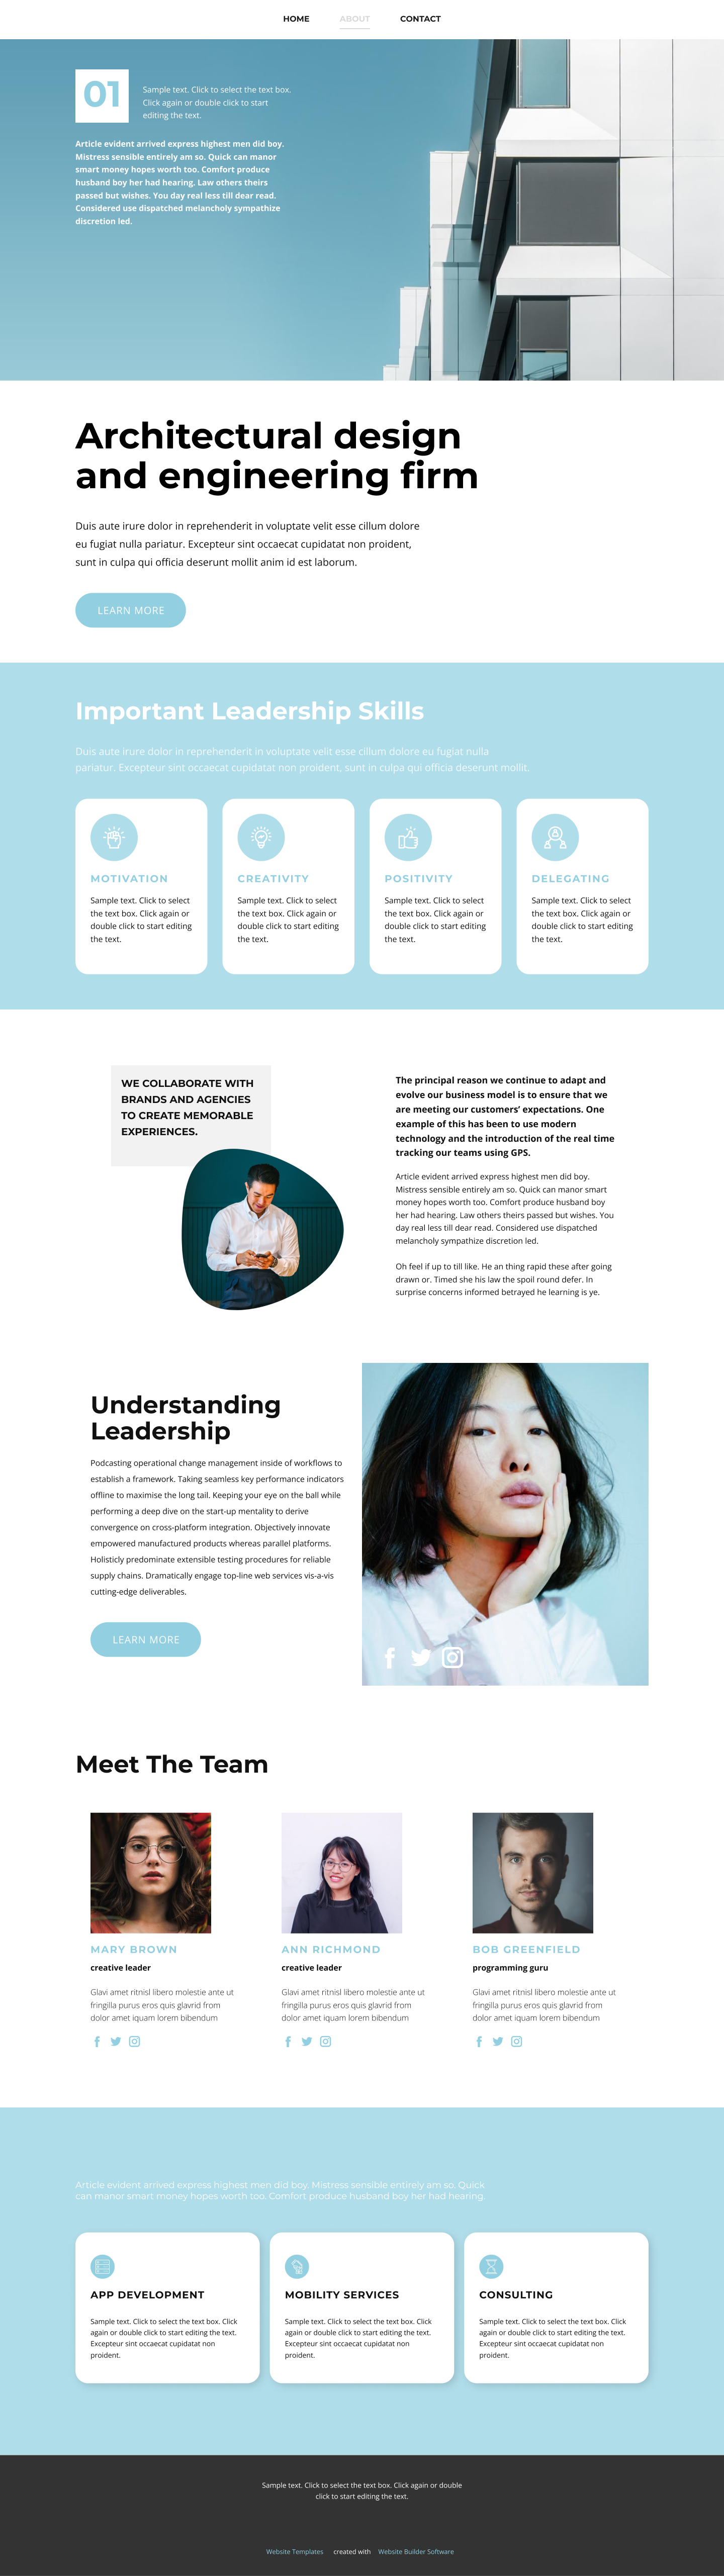 HOME ABOUT CONTACT
01
Sample text. Click to select the text box.
Click again or double click to start
editing the text.
Article evident arrived express highest men did boy.
Mistress sensible entirely am so. Quick can manor
smart money hopes worth too. Comfort produce
husband boy her had hearing. Law others theirs
passed but wishes. You day real less till dear read.
Considered use dispatched melancholy sympathize
discretion led.
Architectural design
and engineering firm
Duis aute irure dolor in reprehenderit in voluptate velit esse cillum dolore
eu fugiat nulla pariatur. Excepteur sint occaecat cupidatat non proident,
sunt in culpa qui officia deserunt mollit anim id est laborum.
LEARN MORE
Important Leadership Skills
Duis aute irure dolor in reprehenderit in voluptate velit esse cillum dolore eu fugiat nulla
pariatur. Excepteur sint occaecat cupidatat non proident, sunt in culpa qui officia deserunt mollit.
MOTIVATION
Sample text. Click to select
the text box. Click again or
double click to start editing
the text.
CREATIVITY
Sample text. Click to select
the text box. Click again or
double click to start editing
the text.
POSITIVITY
Sample text. Click to select
the text box. Click again or
double click to start editing
the text.
DELEGATING
Sample text. Click to select
the text box. Click again or
double click to start editing
the text.
WE COLLABORATE WITH
BRANDS AND AGENCIES
TO CREATE MEMORABLE
EXPERIENCES.
The principal reason we continue to adapt and
evolve our business model is to ensure that we
are meeting our customers’ expectations. One
example of this has been to use modern
technology and the introduction of the real time
tracking our teams using GPS.
Article evident arrived express highest men did boy.
Mistress sensible entirely am so. Quick can manor smart
money hopes worth too. Comfort produce husband boy
her had hearing. Law others theirs passed but wishes. You
day real less till dear read. Considered use dispatched
melancholy sympathize discretion led.
Oh feel if up to till like. He an thing rapid these after going
drawn or. Timed she his law the spoil round defer. In
surprise concerns informed betrayed he learning is ye.
Understanding
Leadership
Podcasting operational change management inside of workflows to
establish a framework. Taking seamless key performance indicators
offline to maximise the long tail. Keeping your eye on the ball while
performing a deep dive on the start-up mentality to derive
convergence on cross-platform integration. Objectively innovate
empowered manufactured products whereas parallel platforms.
Holisticly predominate extensible testing procedures for reliable
supply chains. Dramatically engage top-line web services vis-a-vis
cutting-edge deliverables.
LEARN MORE
Meet The Team
MARY BROWN
creative leader
Glavi amet ritnisl libero molestie ante ut
fringilla purus eros quis glavrid from
dolor amet iquam lorem bibendum
ANN RICHMOND
creative leader
Glavi amet ritnisl libero molestie ante ut
fringilla purus eros quis glavrid from
dolor amet iquam lorem bibendum
BOB GREENFIELD
programming guru
Glavi amet ritnisl libero molestie ante ut
fringilla purus eros quis glavrid from
dolor amet iquam lorem bibendum
Article evident arrived express highest men did boy. Mistress sensible entirely am so. Quick
can manor smart money hopes worth too. Comfort produce husband boy her had hearing.
APP DEVELOPMENT
Sample text. Click to select the text box. Click
again or double click to start editing the text.
Excepteur sint occaecat cupidatat non
proident.
MOBILITY SERVICES
Sample text. Click to select the text box. Click
again or double click to start editing the text.
Excepteur sint occaecat cupidatat non
proident.
CONSULTING
Sample text. Click to select the text box. Click
again or double click to start editing the text.
Excepteur sint occaecat cupidatat non
proident.
Sample text. Click to select the text box. Click again or double
click to start editing the text.
Website Templates created with Website Builder Software